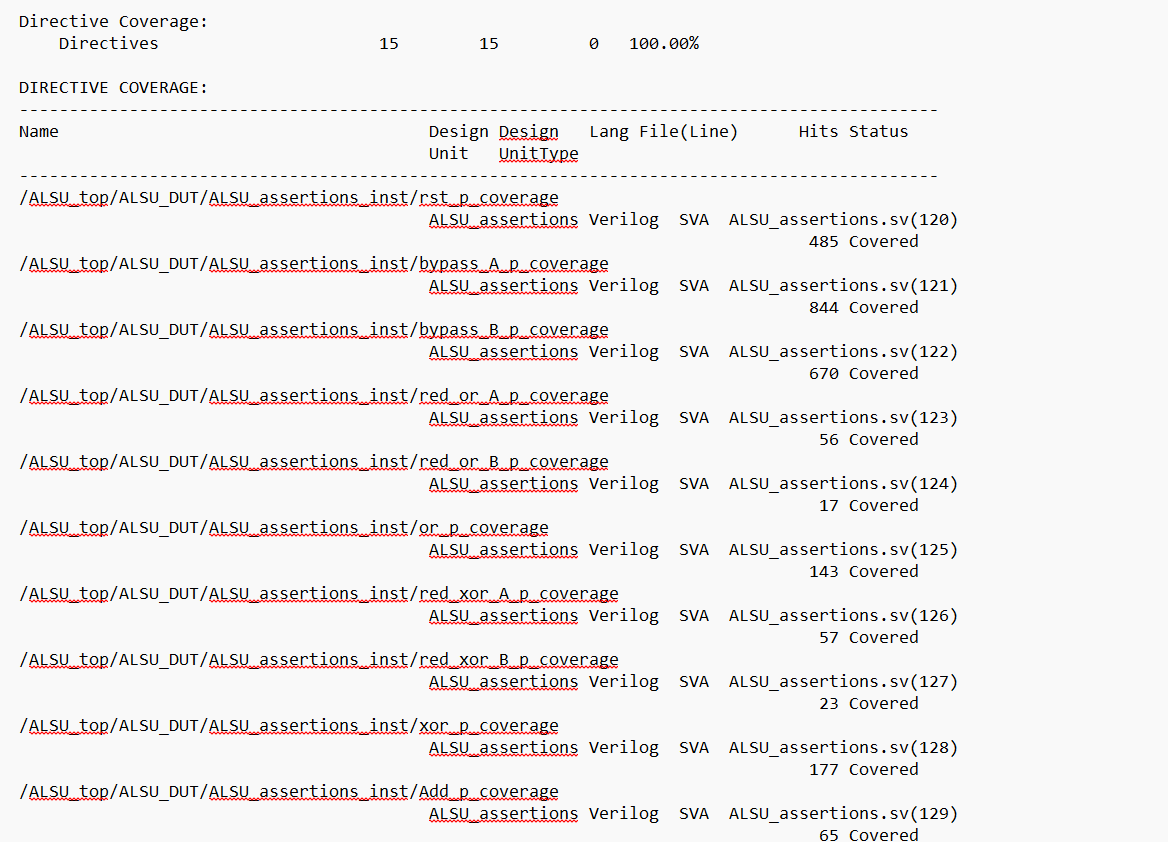 Directive Coverage:
    Directives                      15        15         0   100.00%

DIRECTIVE COVERAGE:
--------------------------------------------------------------------------------------------
Name                                     Design Design   Lang File(Line)      Hits Status
                                         Unit   UnitType
--------------------------------------------------------------------------------------------
/ALSU_top/ALSU_DUT/ALSU_assertions_inst/rst_p_coverage
                                         ALSU_assertions Verilog  SVA  ALSU_assertions.sv(120)
                                                                               485 Covered
/ALSU_top/ALSU_DUT/ALSU_assertions_inst/bypass_A_p_coverage
                                         ALSU_assertions Verilog  SVA  ALSU_assertions.sv(121)
                                                                               844 Covered
/ALSU_top/ALSU_DUT/ALSU_assertions_inst/bypass_B_p_coverage
                                         ALSU_assertions Verilog  SVA  ALSU_assertions.sv(122)
                                                                               670 Covered
/ALSU_top/ALSU_DUT/ALSU_assertions_inst/red_or_A_p_coverage
                                         ALSU_assertions Verilog  SVA  ALSU_assertions.sv(123)
                                                                                56 Covered
/ALSU_top/ALSU_DUT/ALSU_assertions_inst/red_or_B_p_coverage
                                         ALSU_assertions Verilog  SVA  ALSU_assertions.sv(124)
                                                                                17 Covered
/ALSU_top/ALSU_DUT/ALSU_assertions_inst/or_p_coverage
                                         ALSU_assertions Verilog  SVA  ALSU_assertions.sv(125)
                                                                               143 Covered
/ALSU_top/ALSU_DUT/ALSU_assertions_inst/red_xor_A_p_coverage
                                         ALSU_assertions Verilog  SVA  ALSU_assertions.sv(126)
                                                                                57 Covered
/ALSU_top/ALSU_DUT/ALSU_assertions_inst/red_xor_B_p_coverage
                                         ALSU_assertions Verilog  SVA  ALSU_assertions.sv(127)
                                                                                23 Covered
/ALSU_top/ALSU_DUT/ALSU_assertions_inst/xor_p_coverage
                                         ALSU_assertions Verilog  SVA  ALSU_assertions.sv(128)
                                                                               177 Covered
/ALSU_top/ALSU_DUT/ALSU_assertions_inst/Add_p_coverage
                                         ALSU_assertions Verilog  SVA  ALSU_assertions.sv(129)
                                                                                65 Covered